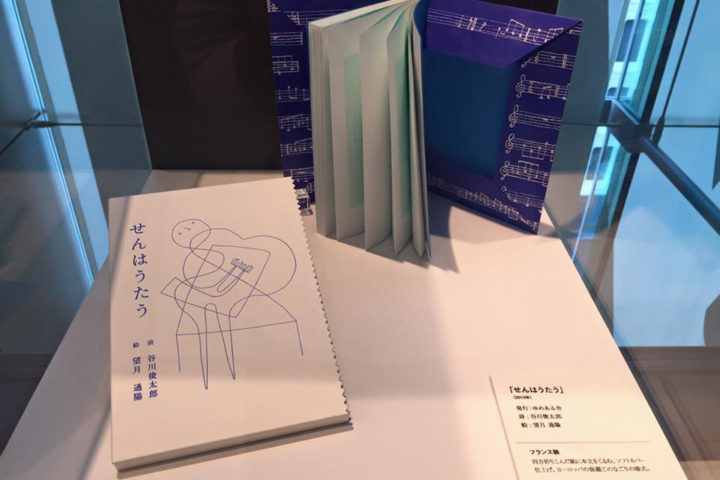 せんはうたう
詩 谷川俊太郎
絵 望月 通陽
「せんはうたう」
(2013年)
発行：ゆめある舎
詩：谷川俊太郎
絵：望月 通陽
フランス装
四方折りこんだ紙に本文をくるむ、ソフトカバー
仕上げ。ヨーロッパの仮綴じのなごりの様式。